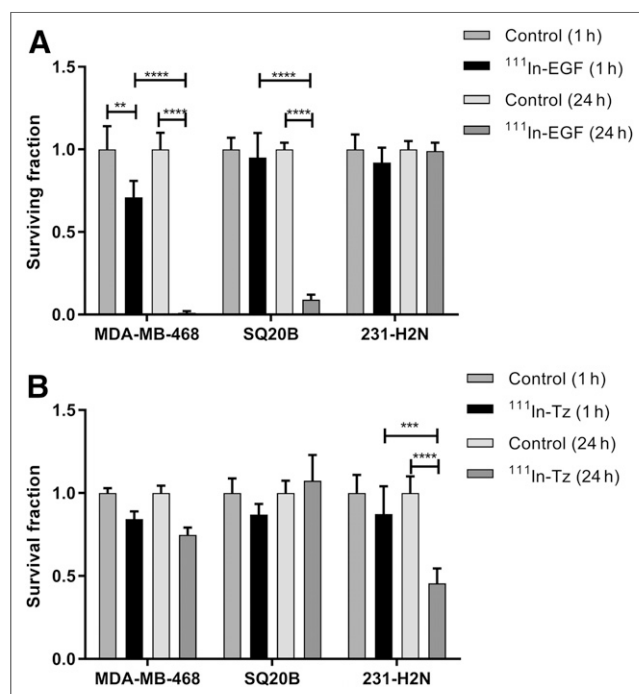 A
Control (1 h)
¹¹¹In-EGF (1 h)
Control (24 h)
¹¹¹In-EGF (24 h)
Surviving fraction
1.5
1.0
0.5
0.0
**
****
****
****
****
MDA-MB-468 SQ20B 231-H2N
B
Control (1 h)
¹¹¹In-Tz (1 h)
Control (24 h)
¹¹¹In-Tz (24 h)
Survival fraction
1.5
1.0
0.5
0.0
***
****
MDA-MB-468 SQ20B 231-H2N